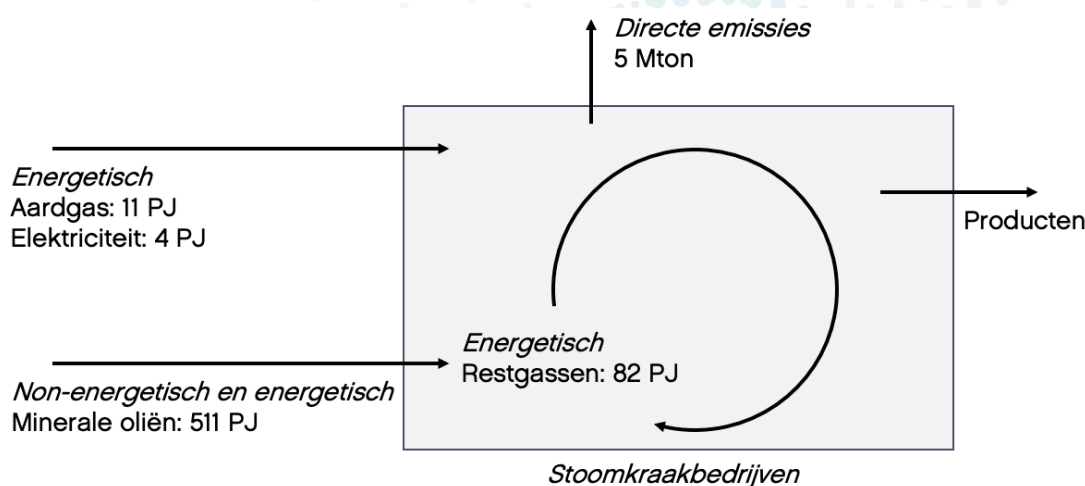 Directe emissies
5 Mton
Energetisch
Aardgas: 11 PJ
Elektriciteit: 4 PJ
Producten
Energetisch
Restgassen: 82 PJ
Non-energetisch en energetisch
Minerale oliën: 511 PJ
Stoomkraakbedrijven